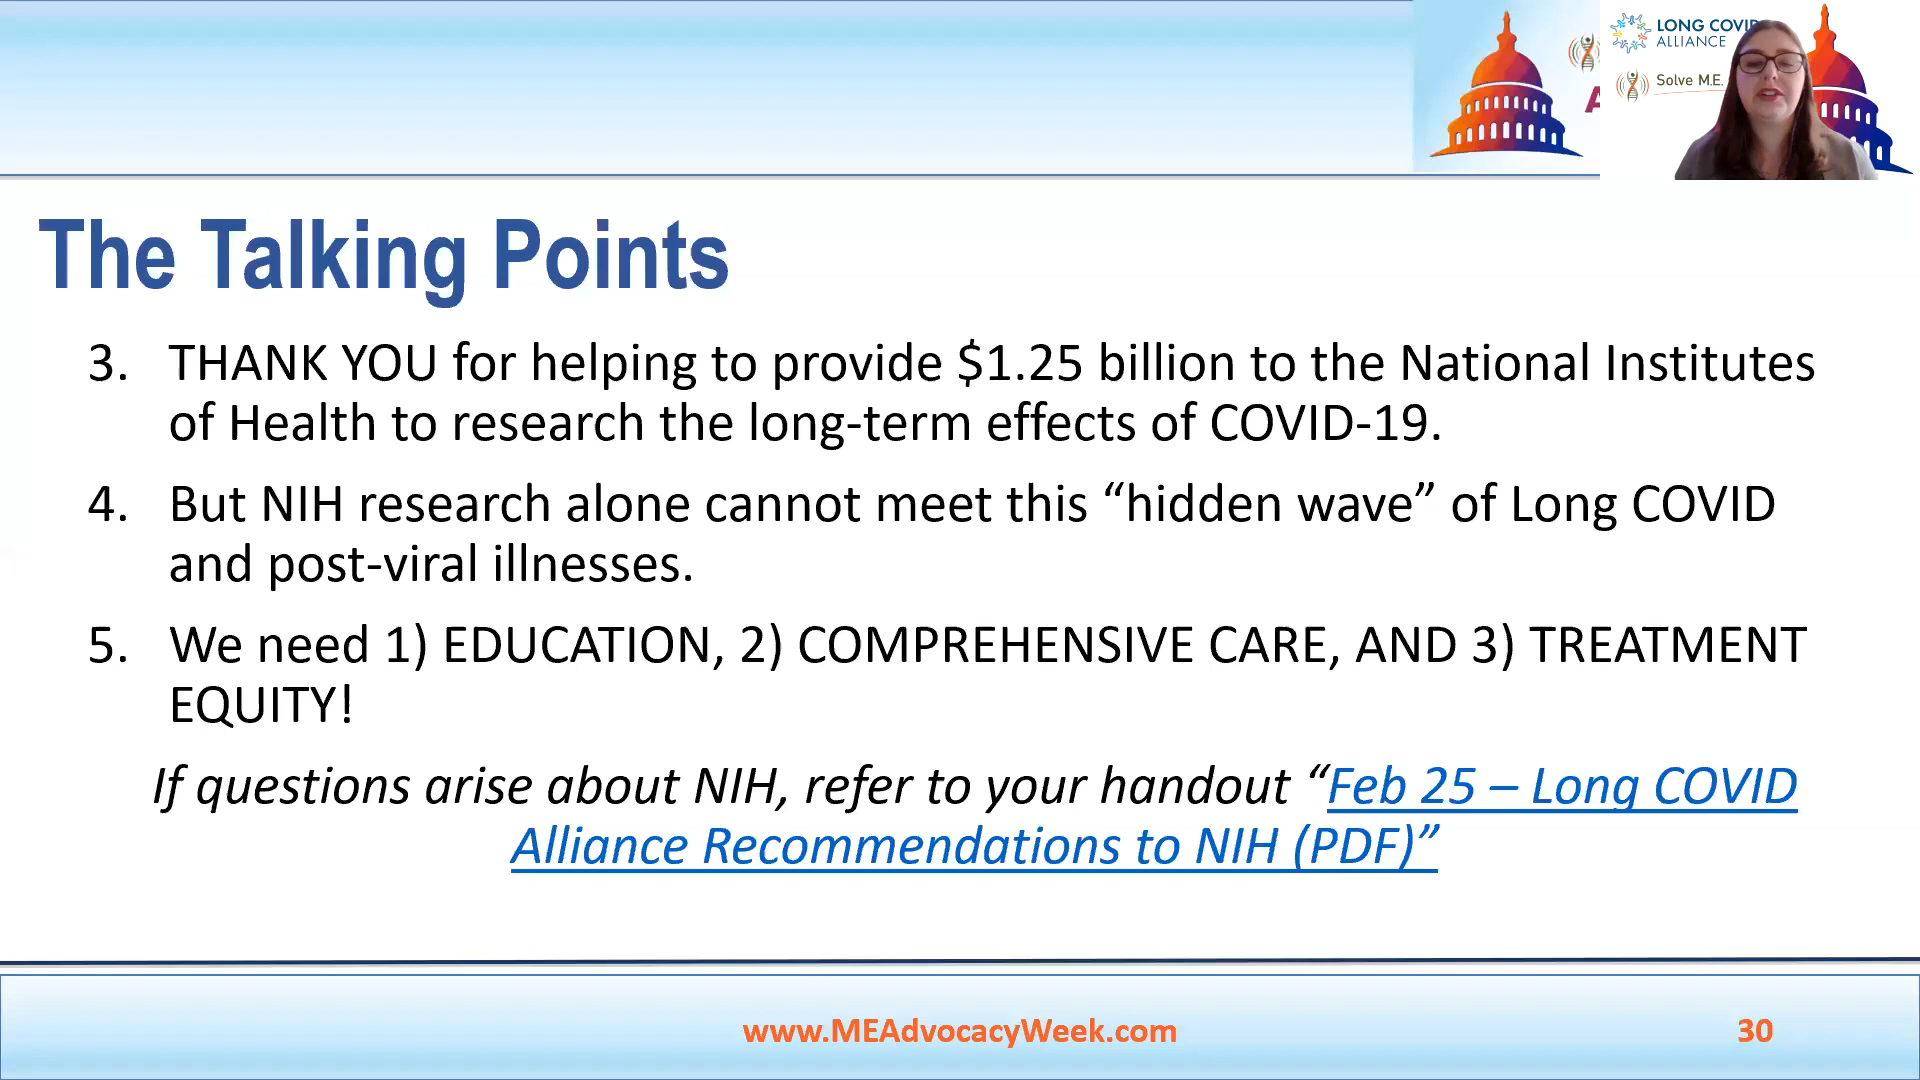 LONG COVID
ALLIANCE
Solve M.E.
The Talking Points
3. THANK YOU for helping to provide $1.25 billion to the National Institutes
of Health to research the long-term effects of COVID-19.
4. But NIH research alone cannot meet this “hidden wave” of Long COVID
and post-viral illnesses.
5. We need 1) EDUCATION, 2) COMPREHENSIVE CARE, AND 3) TREATMENT
EQUITY!
If questions arise about NIH, refer to your handout “Feb 25 – Long COVID
Alliance Recommendations to NIH (PDF)”
www.MEAdvocacyWeek.com
30